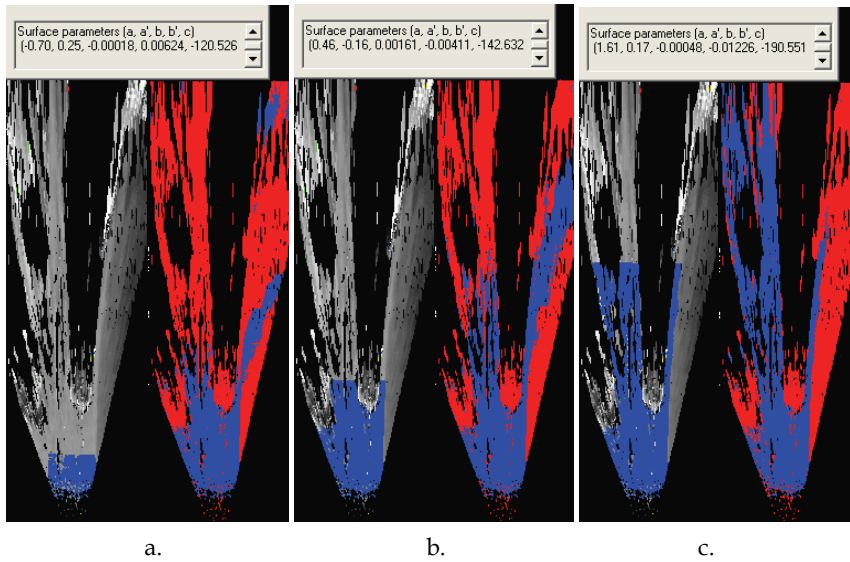 Surface parameters (a, a', b, b', c)
(-0.70, 0.25, -0.00018, 0.00624, -120.526
Surface parameters (a, a', b, b', c)
(0.46, -0.16, 0.00161, -0.00411, -142.632
Surface parameters (a, a', b, b', c)
(1.61, 0.17, -0.00048, -0.01226, -190.551
a.
b.
c.